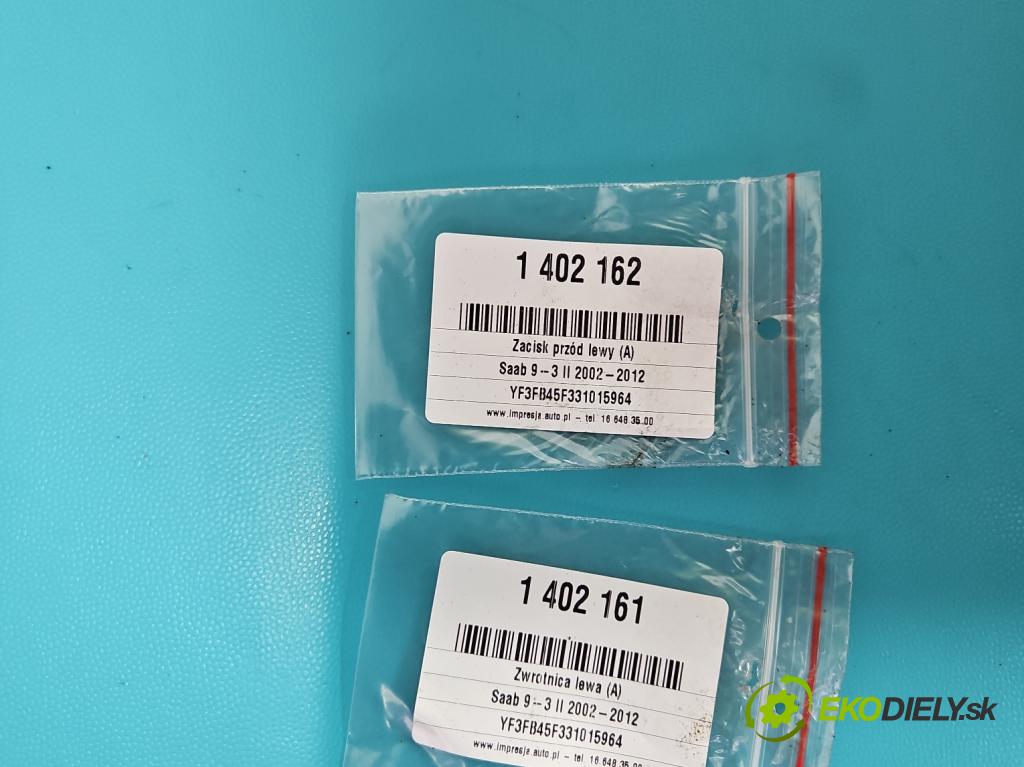 1 402 162
Zacisk przód lewy (A)
Saab 9-3 II 2002-2012
YF3FB45F331015964
www.impresja.auto.pl - tel. 16 648 35 00
1 402 161
Zwrotnica lewa (A)
Saab 9-3 II 2002-2012
YF3FB45F331015964
www.impresja.auto.pl - tel. 16 648 35 00
EKODIELY.sk